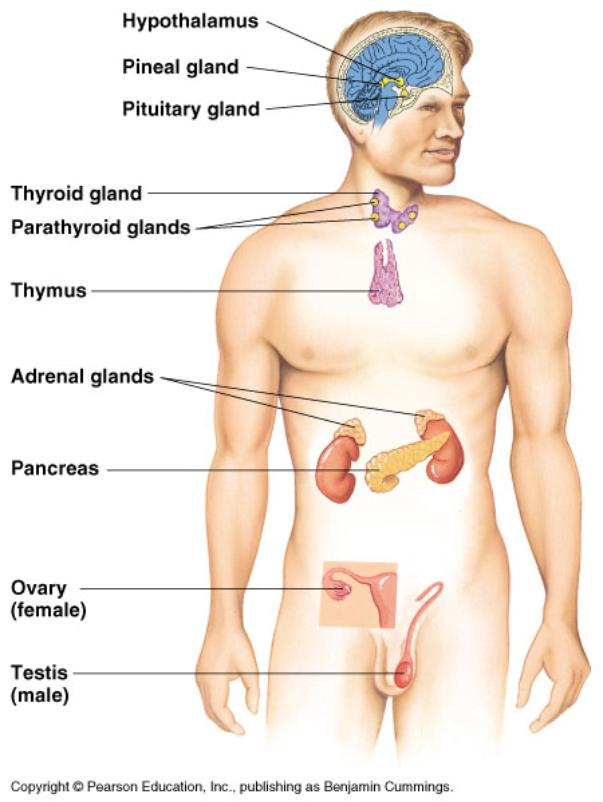 Hypothalamus
Pineal gland
Pituitary gland
Thyroid gland
Parathyroid glands
Thymus
Adrenal glands
Pancreas
Ovary
(female)
Testis
(male)
Copyright © Pearson Education, Inc., publishing as Benjamin Cummings.